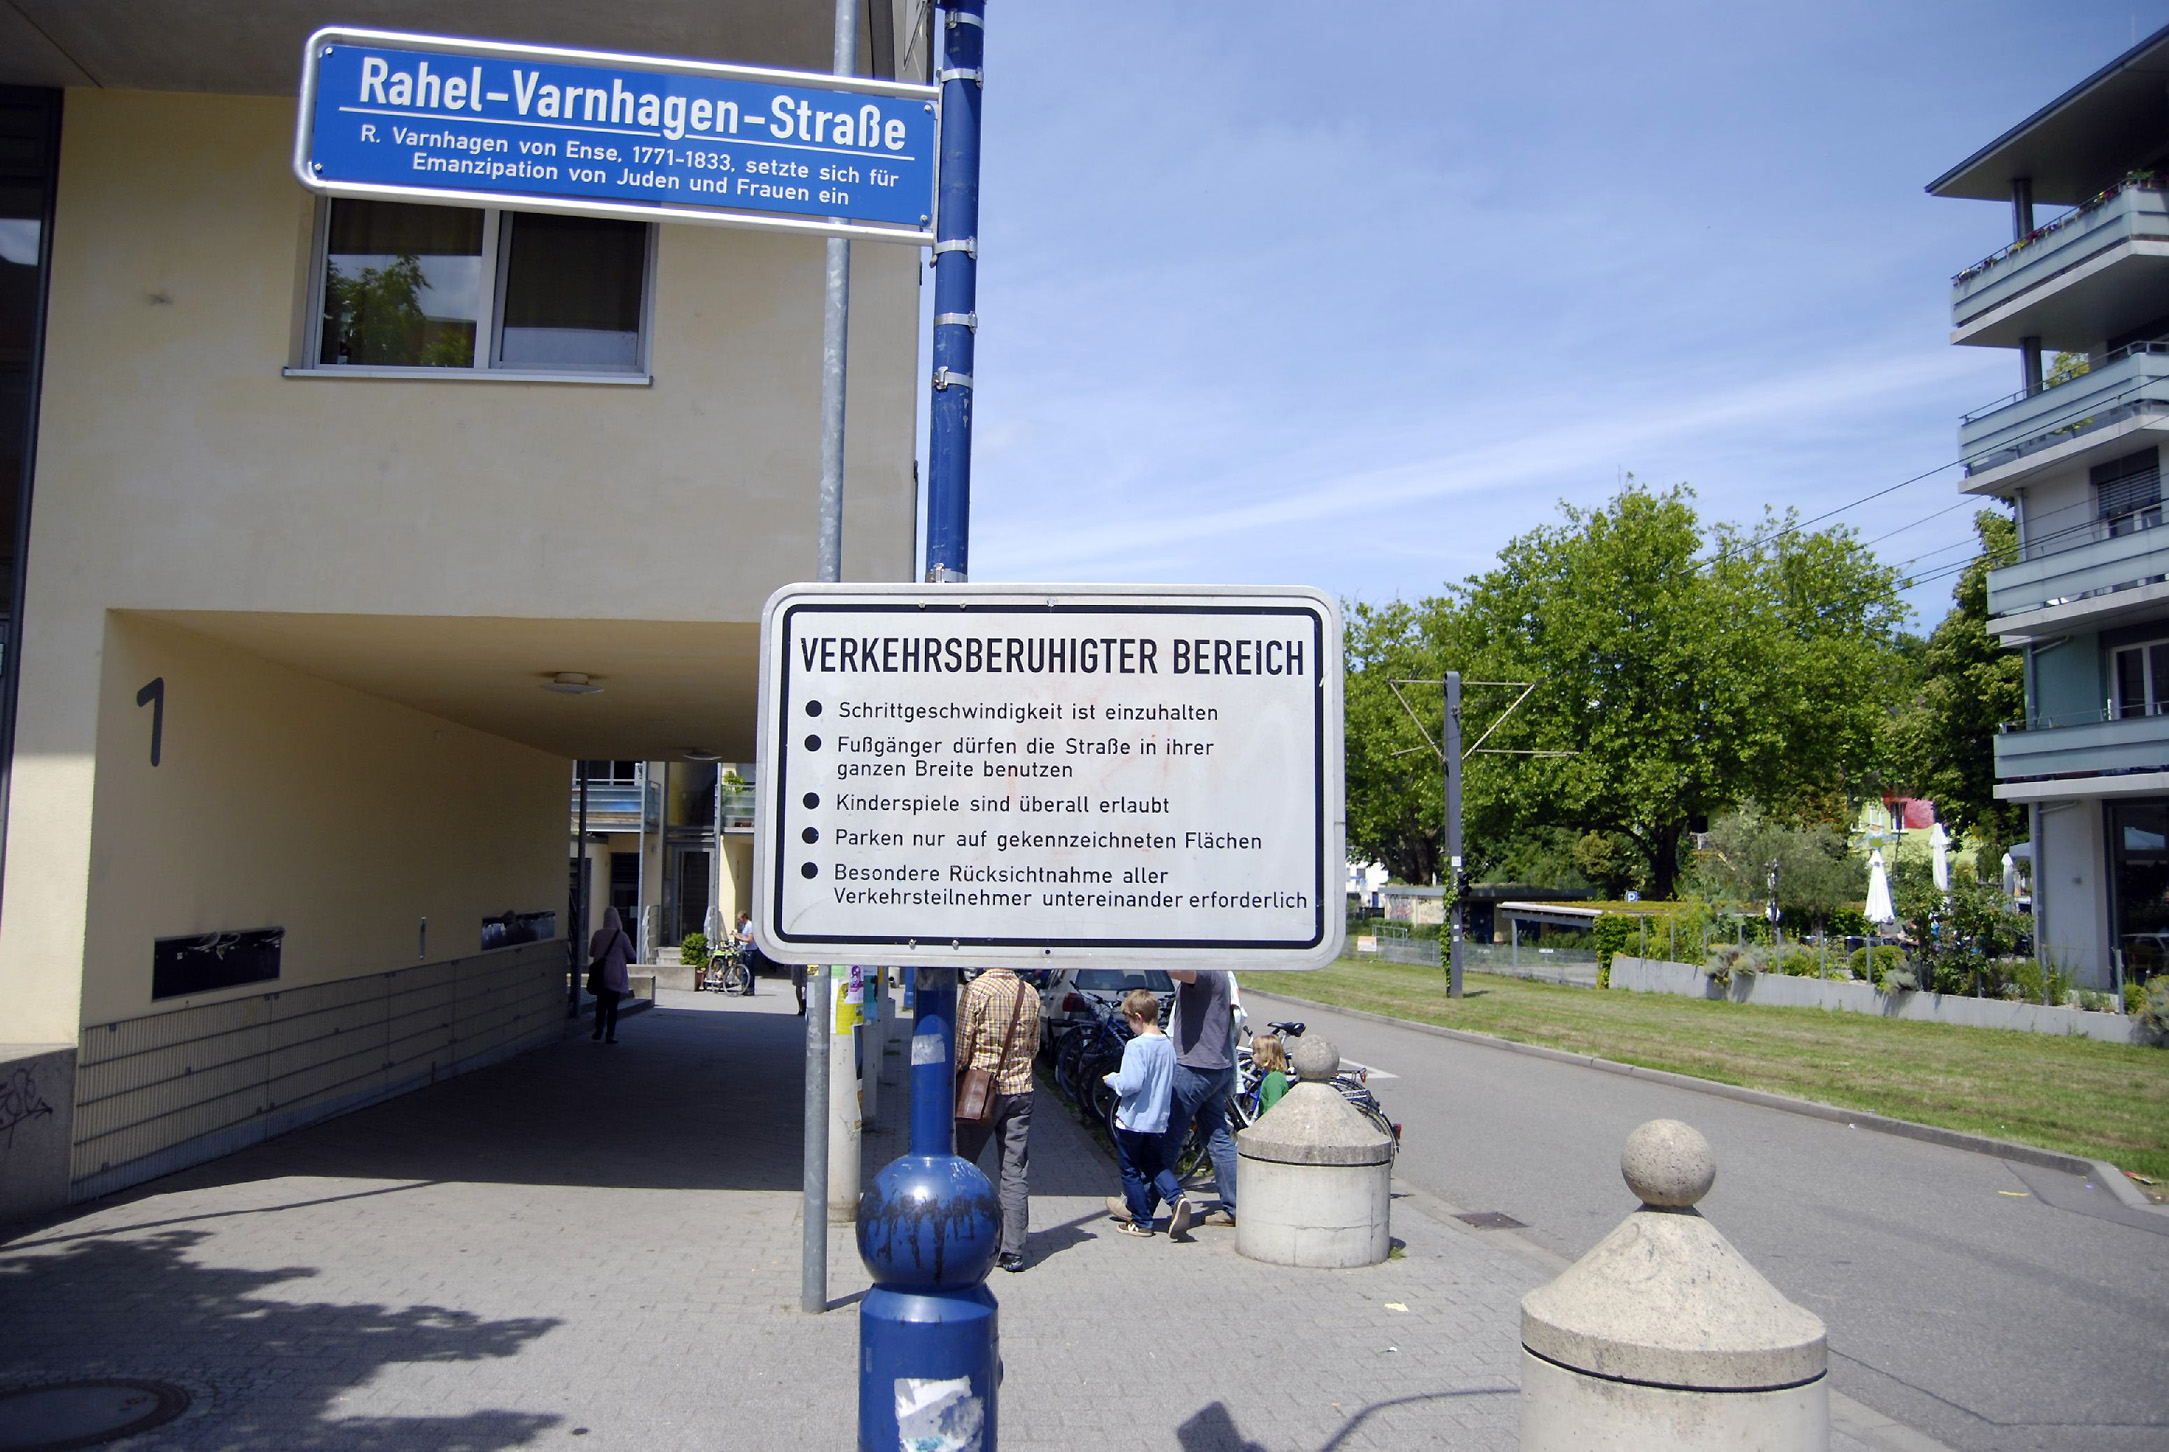 Rahel-Varnhagen-Straße
R. Varnhagen von Ense, 1771-1833, setzte sich für
Emanzipation von Juden und Frauen ein
VERKEHRSBERUHIGTER BEREICH
● Schrittgeschwindigkeit ist einzuhalten
● Fußgänger dürfen die Straße in ihrer
ganzen Breite benutzen
● Kinderspiele sind überall erlaubt
● Parken nur auf gekennzeichneten Flächen
● Besondere Rücksichtnahme aller
Verkehrsteilnehmer untereinander erforderlich
1
P